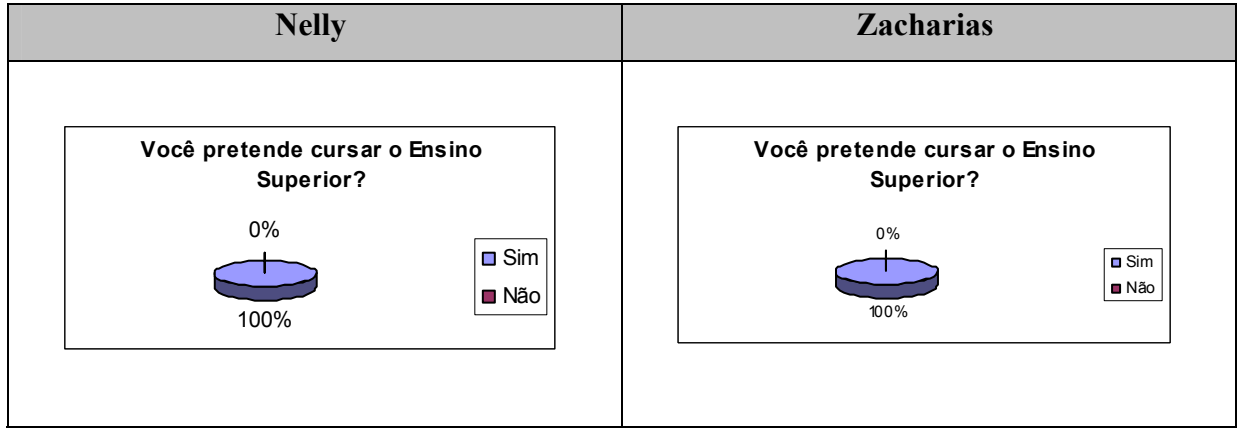 Nelly
Zacharias
Você pretende cursar o Ensino
Superior?
0%
100%
Sim
Não
Você pretende cursar o Ensino
Superior?
0%
100%
Sim
Não